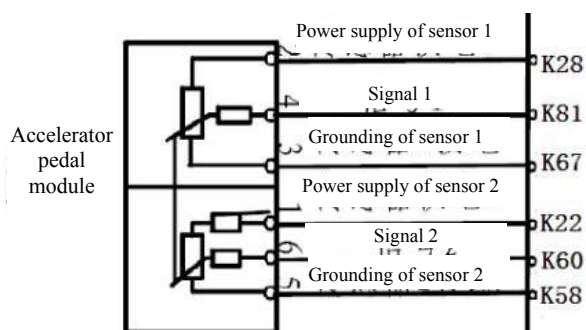 Power supply of sensor 1
2
K28
Signal 1
4
K81
Accelerator
pedal
module
Grounding of sensor 1
3
K67
Power supply of sensor 2
1
K22
Signal 2
6
K60
Grounding of sensor 2
5
K58